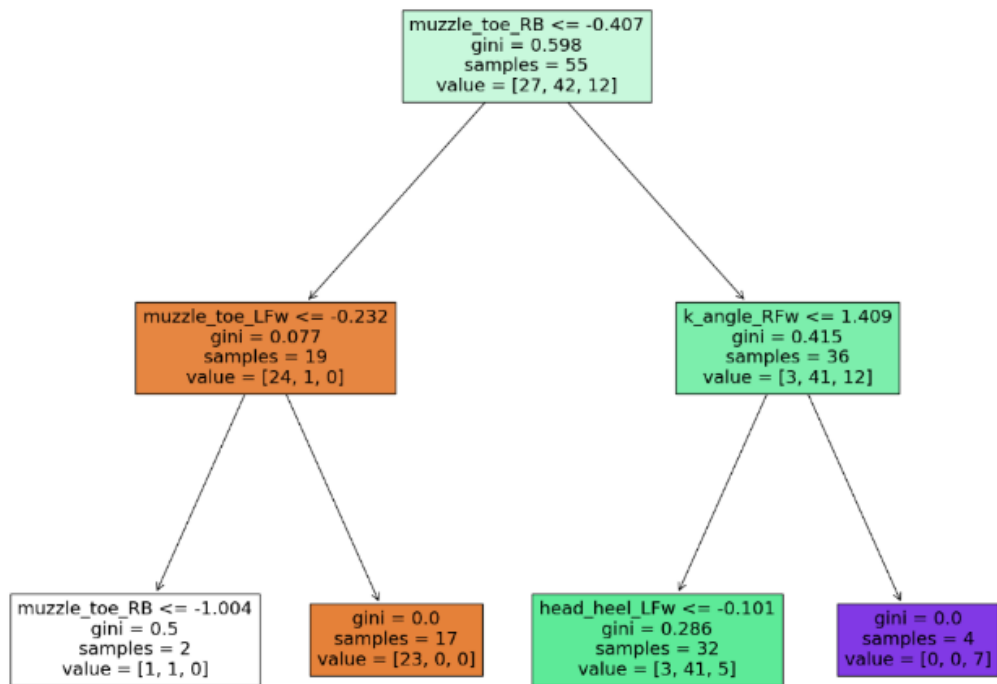 muzzle_toe_RB <= -0.407
gini = 0.598
samples = 55
value = [27, 42, 12]
muzzle_toe_LFw <= -0.232
gini = 0.077
samples = 19
value = [24, 1, 0]
k_angle_RFw <= 1.409
gini = 0.415
samples = 36
value = [3, 41, 12]
muzzle_toe_RB <= -1.004
gini = 0.5
samples = 2
value = [1, 1, 0]
gini = 0.0
samples = 17
value = [23, 0, 0]
head_heel_LFw <= -0.101
gini = 0.286
samples = 32
value = [3, 41, 5]
gini = 0.0
samples = 4
value = [0, 0, 7]